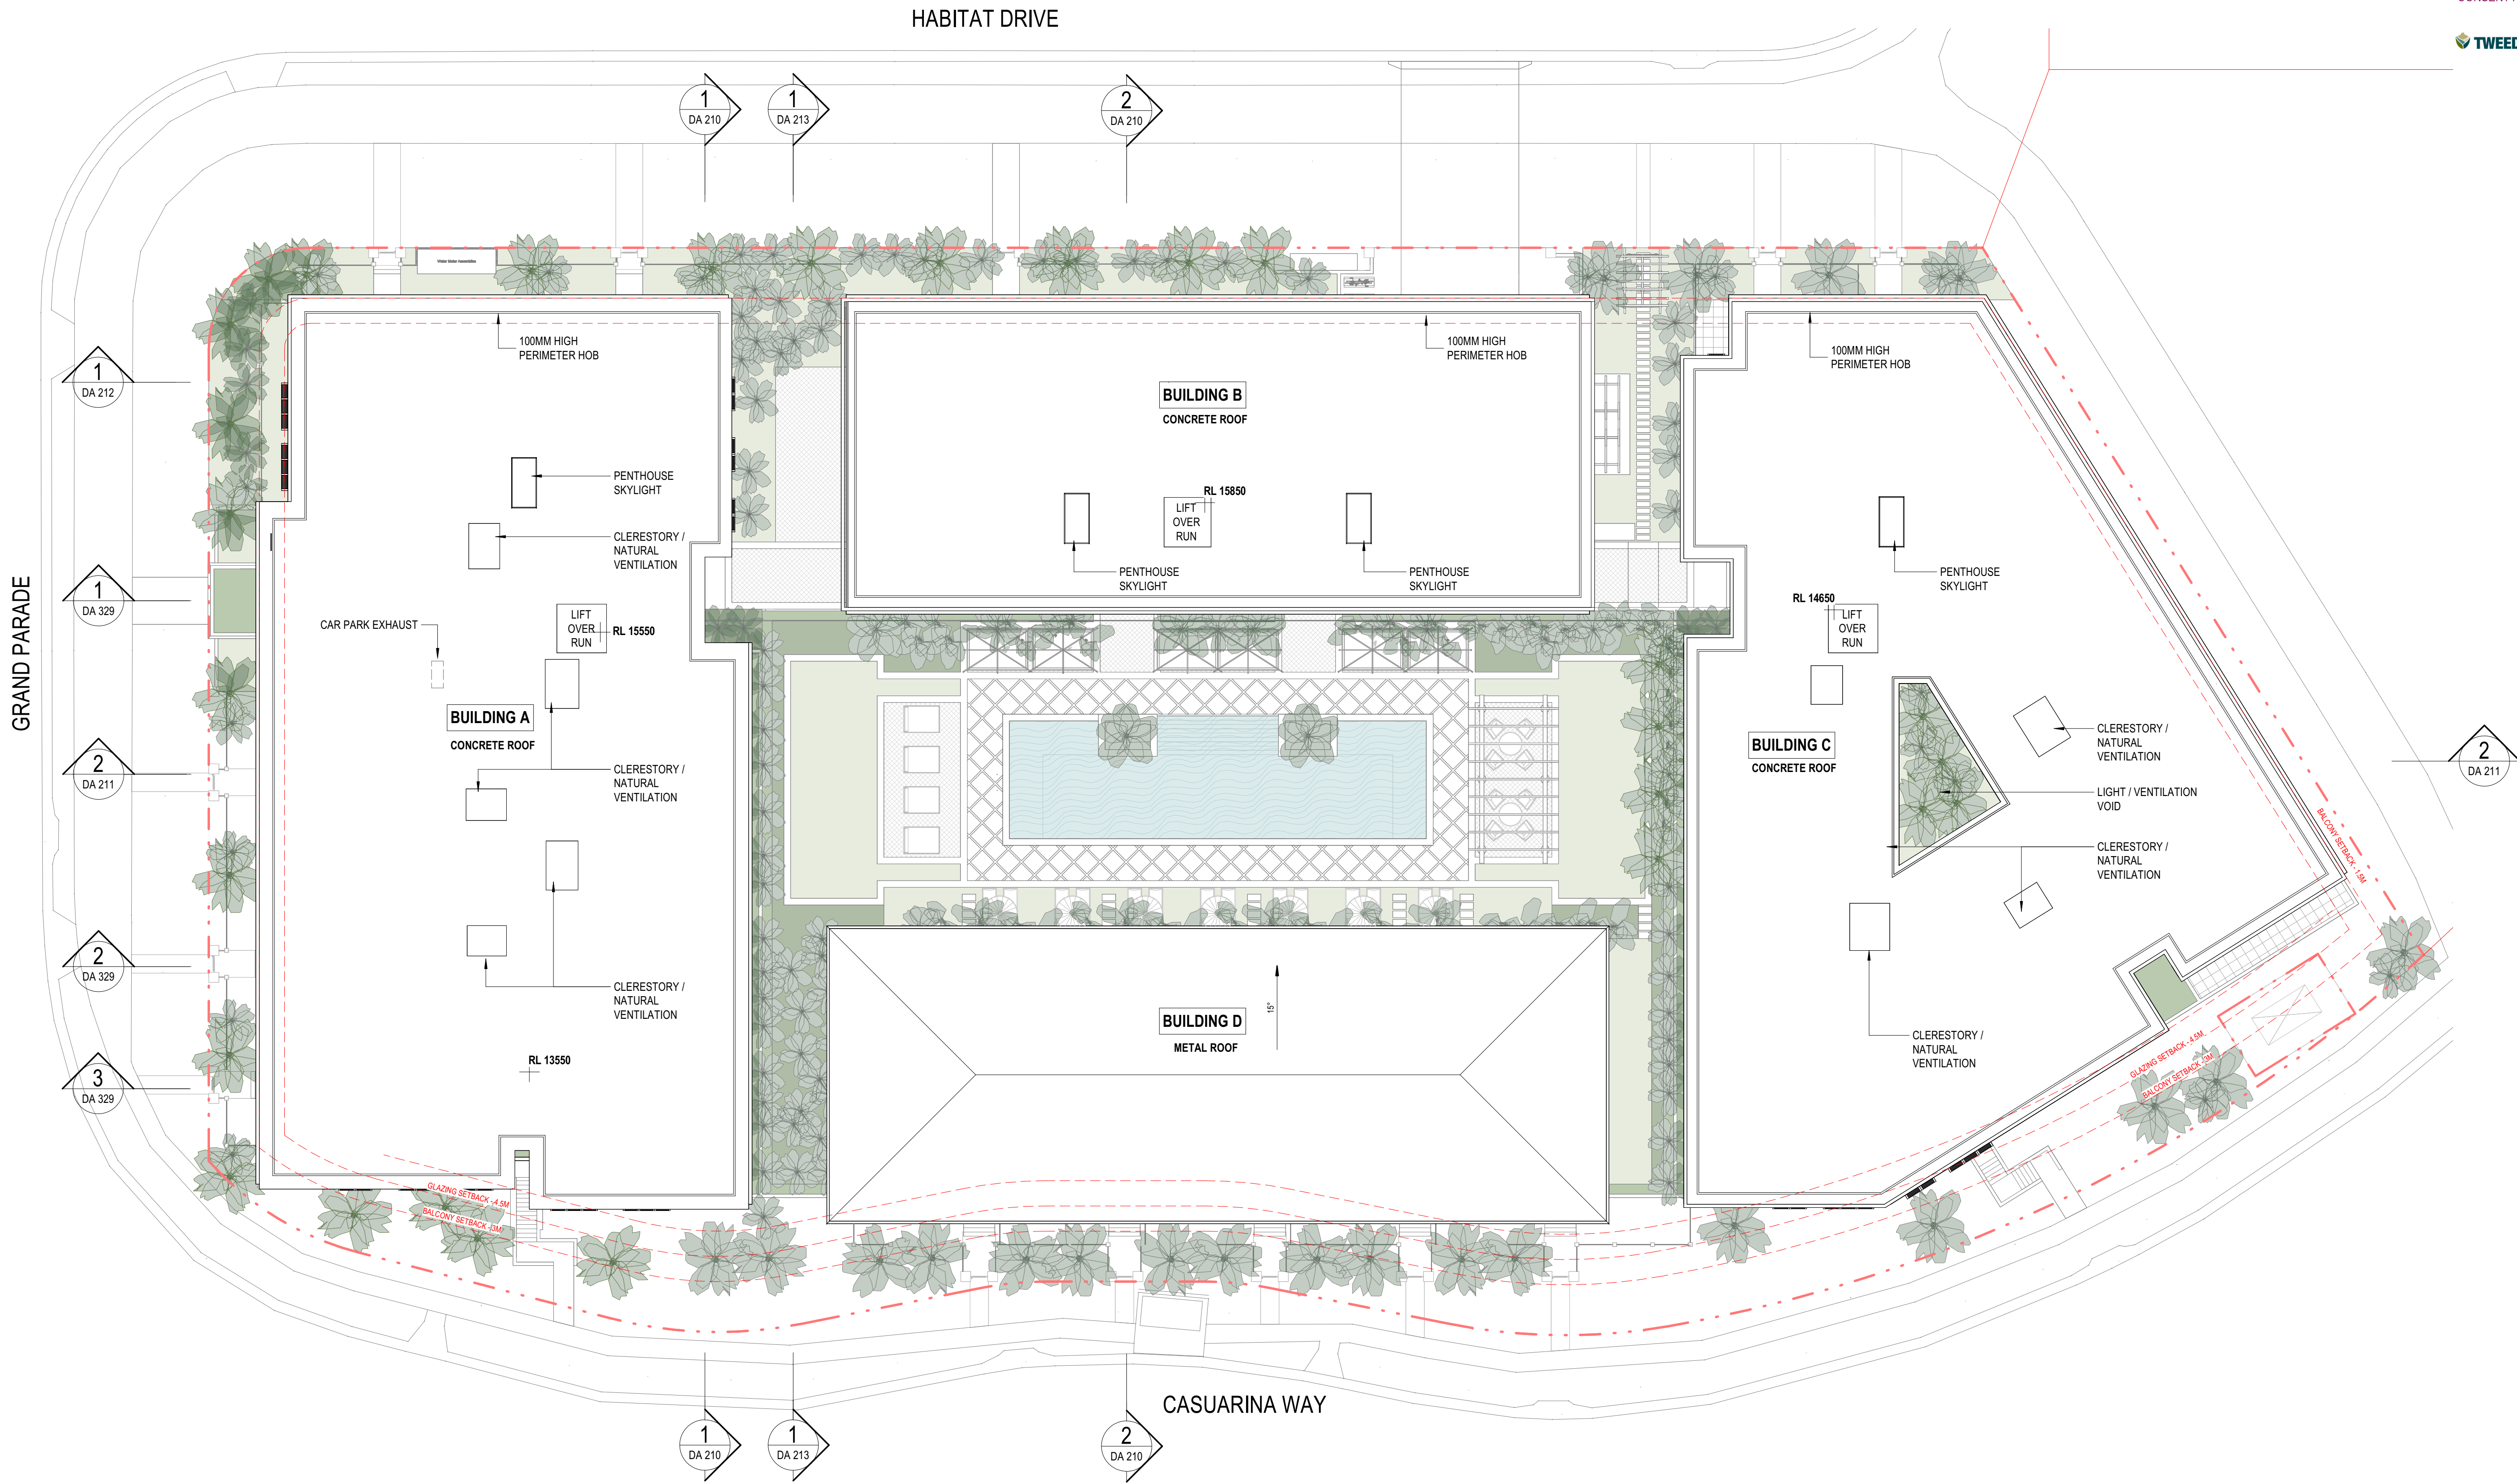 HABITAT DRIVE
TWEED
1
DA 210
1
DA 213
2
DA 210
100MM HIGH
PERIMETER HOB
100MM HIGH
PERIMETER HOB
100MM HIGH
PERIMETER HOB
1
DA 212
BUILDING B
CONCRETE ROOF
PENTHOUSE
SKYLIGHT
RL 15850
LIFT
OVER
RUN
CLERESTORY /
NATURAL
VENTILATION
PENTHOUSE
SKYLIGHT
PENTHOUSE
SKYLIGHT
PENTHOUSE
SKYLIGHT
GRAND PARADE
1
DA 329
RL 14650
LIFT
OVER
RUN
LIFT
OVER
RUN
RL 15550
CAR PARK EXHAUST
BUILDING A
CONCRETE ROOF
BUILDING C
CONCRETE ROOF
CLERESTORY /
NATURAL
VENTILATION
2
DA 211
2
DA 211
CLERESTORY /
NATURAL
VENTILATION
LIGHT / VENTILATION
VOID
BALCONY SETBACK - 1.5M
CLERESTORY /
NATURAL
VENTILATION
2
DA 329
CLERESTORY /
NATURAL
VENTILATION
BUILDING D
METAL ROOF
15°
CLERESTORY /
NATURAL
VENTILATION
GLAZING SETBACK - 4.5M
BALCONY SETBACK - 3M
RL 13550
3
DA 329
GLAZING SETBACK - 4.5M
BALCONY SETBACK - 3M
CASUARINA WAY
1
DA 210
1
DA 213
2
DA 210